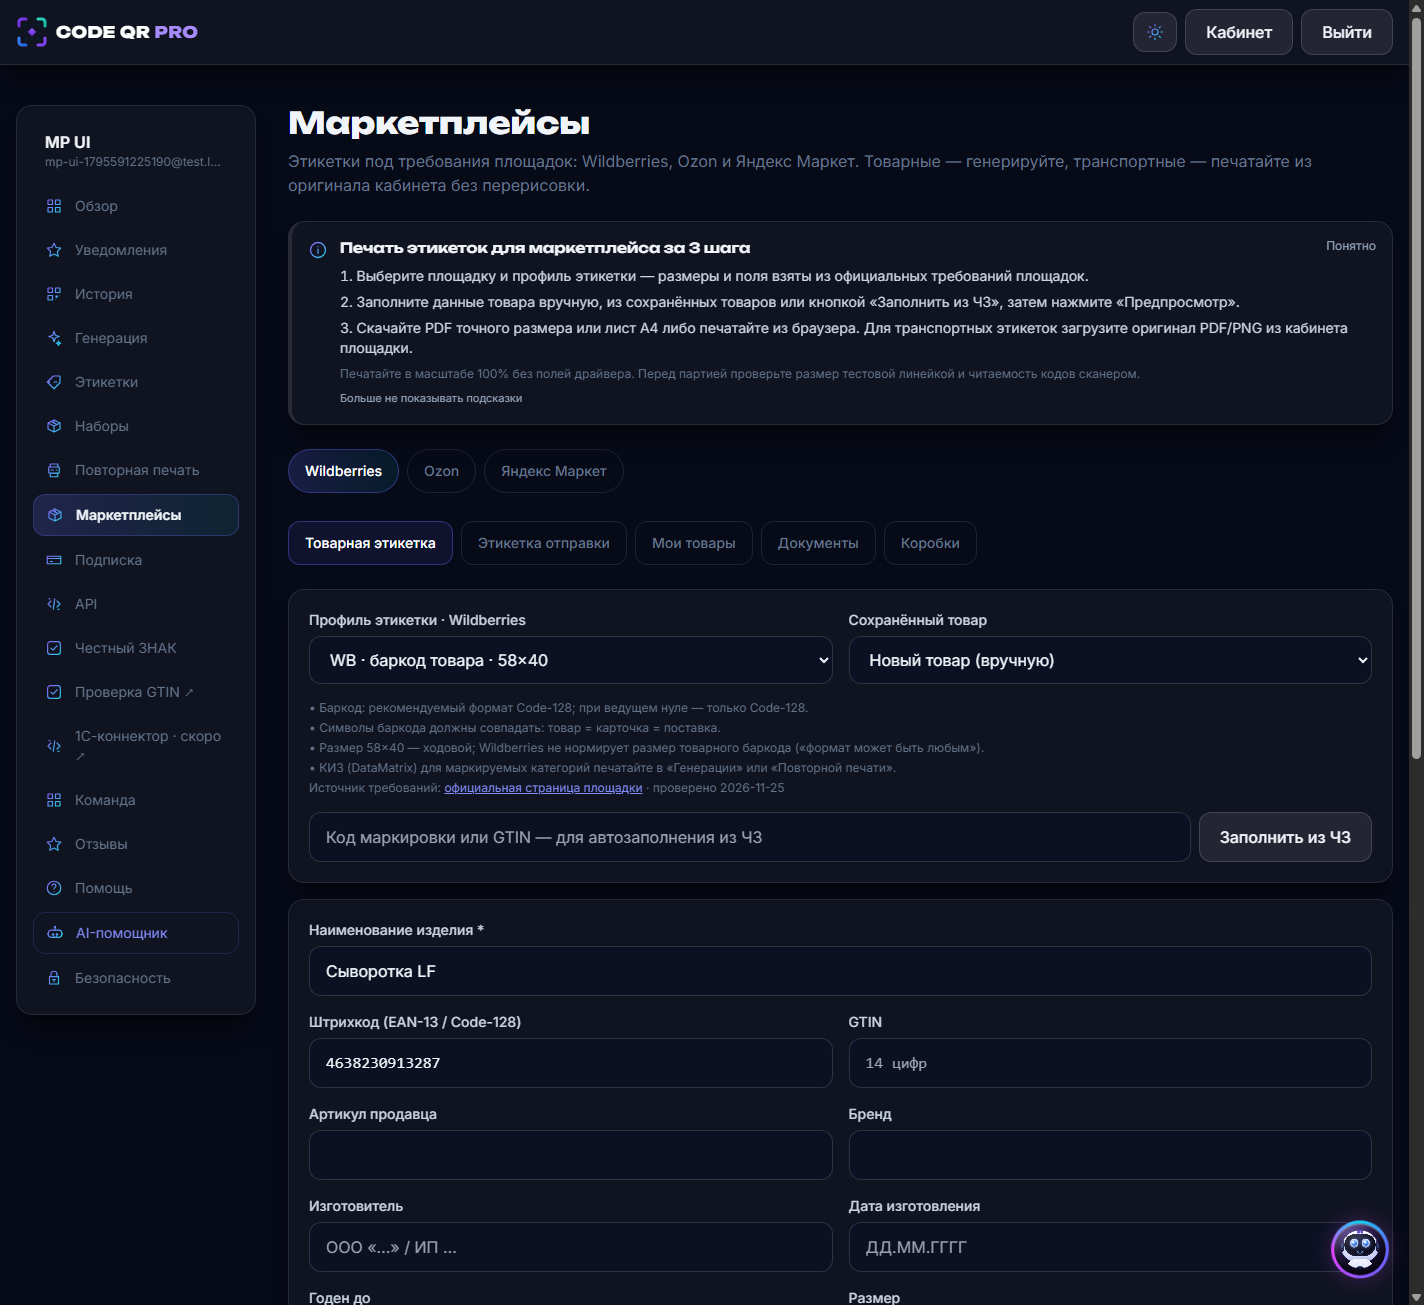 CODE QR PRO
Кабинет
Выйти
MP UI
mp-ui-1795591225190@test.l...
Обзор
Уведомления
История
Генерация
Этикетки
Наборы
Повторная печать
Маркетплейсы
Подписка
API
Честный ЗНАК
Проверка GTIN ↗
1С-коннектор · скоро
↗
Команда
Отзывы
Помощь
AI-помощник
Безопасность
Маркетплейсы
Этикетки под требования площадок: Wildberries, Ozon и Яндекс Маркет. Товарные — генерируйте, транспортные — печатайте из
оригинала кабинета без перерисовки.
Печать этикеток для маркетплейса за 3 шага
Понятно
1. Выберите площадку и профиль этикетки — размеры и поля взяты из официальных требований площадок.
2. Заполните данные товара вручную, из сохранённых товаров или кнопкой «Заполнить из ЧЗ», затем нажмите «Предпросмотр».
3. Скачайте PDF точного размера или лист A4 либо печатайте из браузера. Для транспортных этикеток загрузите оригинал PDF/PNG из кабинета
площадки.
Печатайте в масштабе 100% без полей драйвера. Перед партией проверьте размер тестовой линейкой и читаемость кодов сканером.
Больше не показывать подсказки
Wildberries
Ozon
Яндекс Маркет
Товарная этикетка
Этикетка отправки
Мои товары
Документы
Коробки
Профиль этикетки · Wildberries
Сохранённый товар
WB · баркод товара · 58×40
Новый товар (вручную)
• Баркод: рекомендуемый формат Code-128; при ведущем нуле — только Code-128.
• Символы баркода должны совпадать: товар = карточка = поставка.
• Размер 58×40 — ходовой; Wildberries не нормирует размер товарного баркода («формат может быть любым»).
• КИЗ (DataMatrix) для маркируемых категорий печатайте в «Генерации» или «Повторной печати».
Источник требований: официальная страница площадки · проверено 2026-11-25
Код маркировки или GTIN — для автозаполнения из ЧЗ
Заполнить из ЧЗ
Наименование изделия *
Сыворотка LF
Штрихкод (EAN-13 / Code-128)
GTIN
4638230913287
14 цифр
Артикул продавца
Бренд
Изготовитель
Дата изготовления
ООО «...» / ИП ...
ДД.ММ.ГГГГ
Годен до
Размер